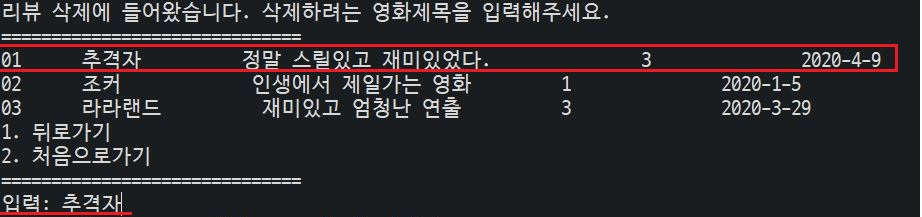 리뷰 삭제에 들어왔습니다. 삭제하려는 영화제목을 입력해주세요.
==============================
01 추격자 정말 스릴있고 재미있었다. 3 2020-4-9
02 조커 인생에서 제일가는 영화 1 2020-1-5
03 라라랜드 재미있고 엄청난 연출 3 2020-3-29
1. 뒤로가기
2. 처음으로가기
==============================
입력: 추격자